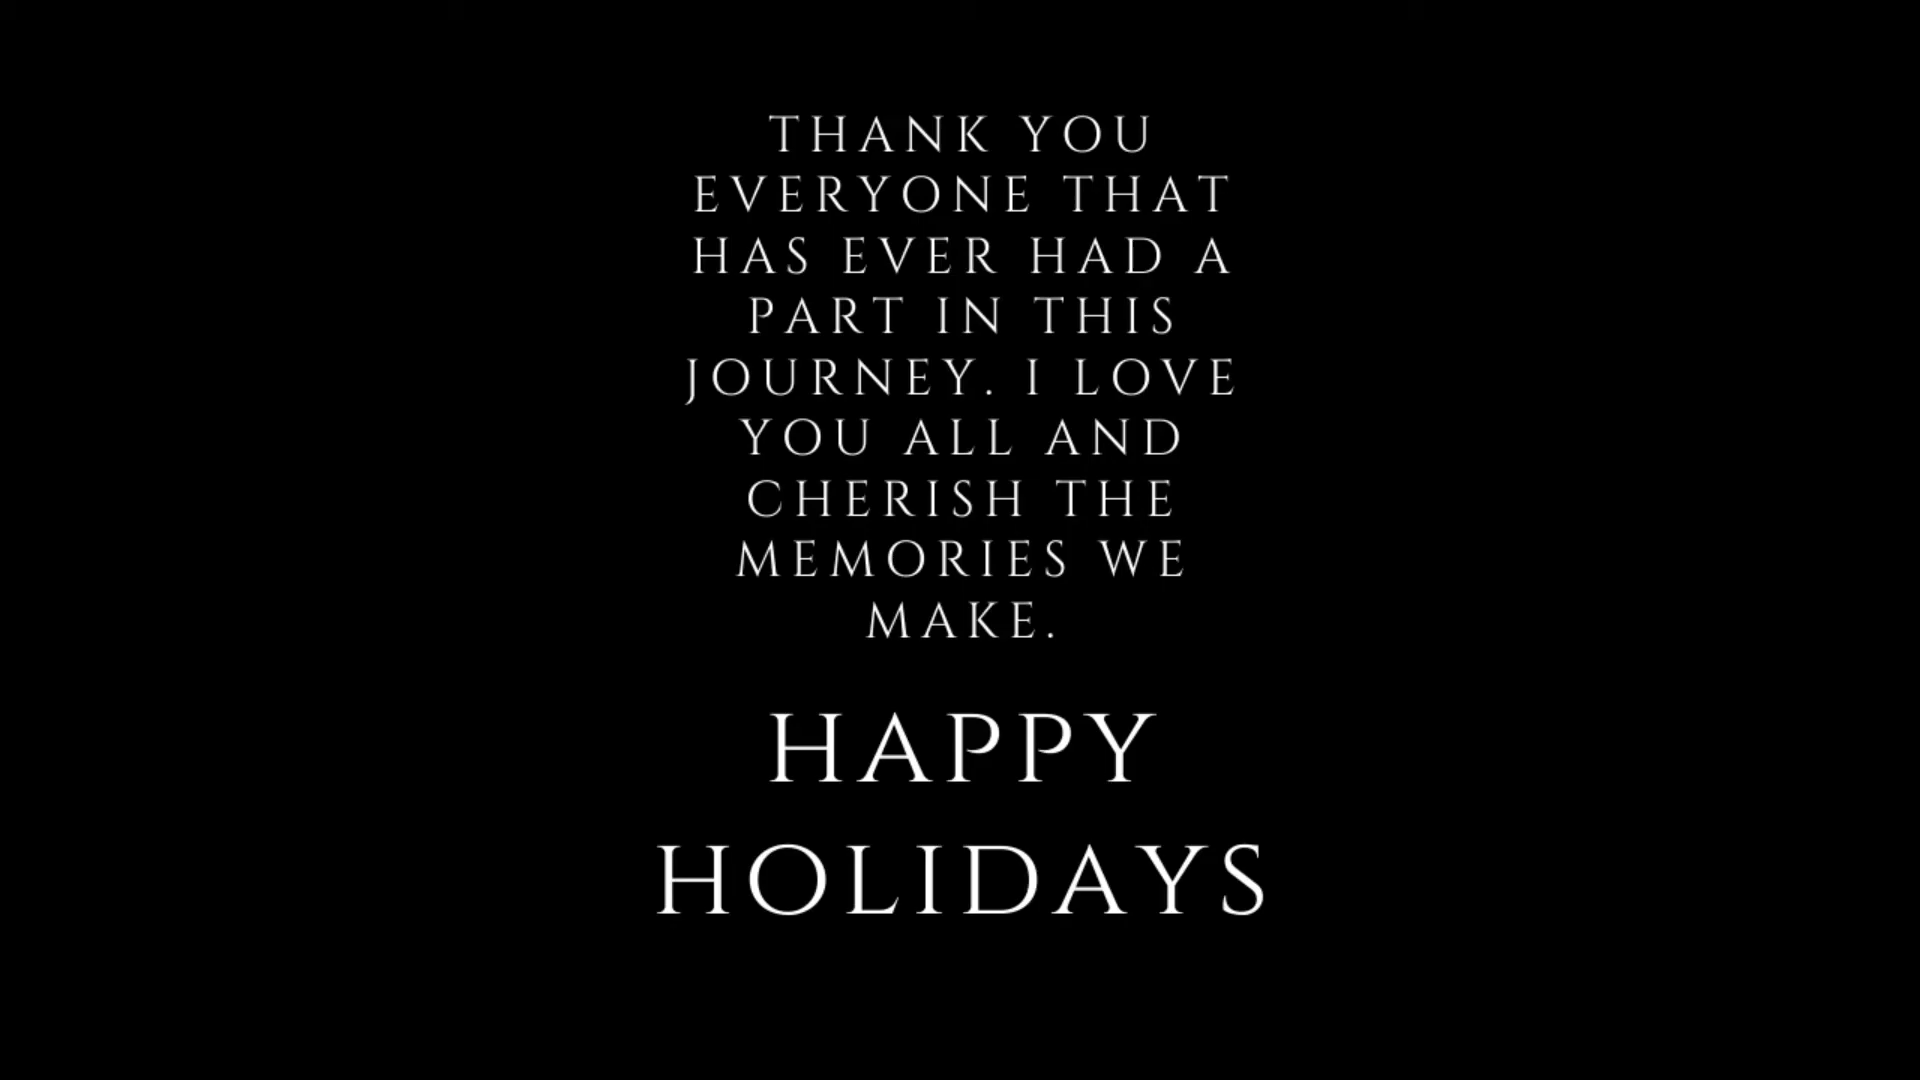 THANK YOU
EVERYONE THAT
HAS EVER HAD A
PART IN THIS
JOURNEY. I LOVE
YOU ALL AND
CHERISH THE
MEMORIES WE
MAKE.
HAPPY
HOLIDAYS